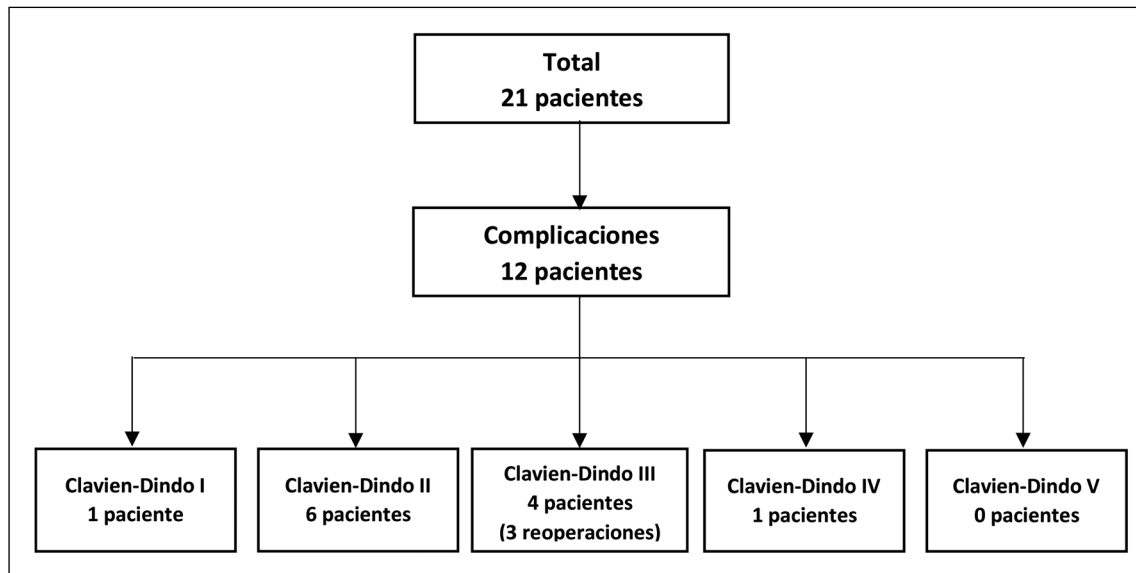 Total
21 pacientes
Complicaciones
12 pacientes
Clavien-Dindo I
1 paciente
Clavien-Dindo II
6 pacientes
Clavien-Dindo III
4 pacientes
(3 reoperaciones)
Clavien-Dindo IV
1 pacientes
Clavien-Dindo V
0 pacientes